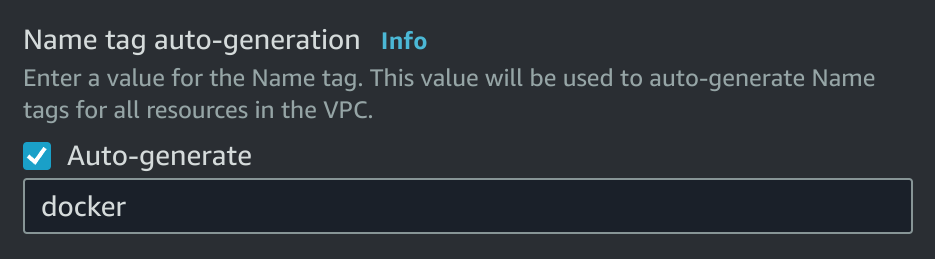 Name tag auto-generation Info
Enter a value for the Name tag. This value will be used to auto-generate Name
tags for all resources in the VPC.
Auto-generate
docker